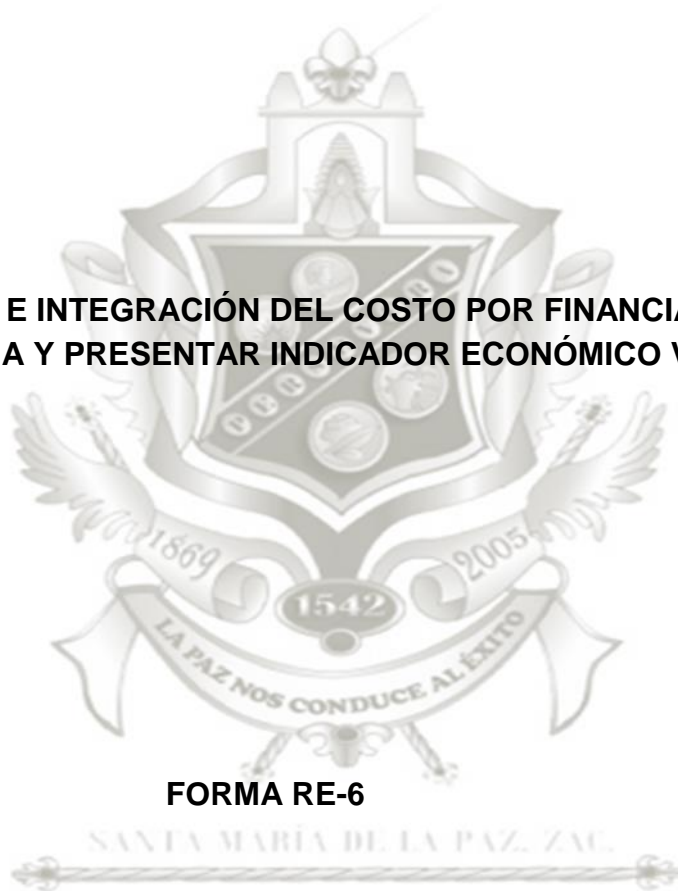 E INTEGRACIÓN DEL COSTO POR FINANCIA
A Y PRESENTAR INDICADOR ECONÓMICO V
1869
2005
1542
LA PAZ NOS CONDUCE AL ÉXITO
FORMA RE-6
SANTA MARÍA DE LA PAZ, ZAC.